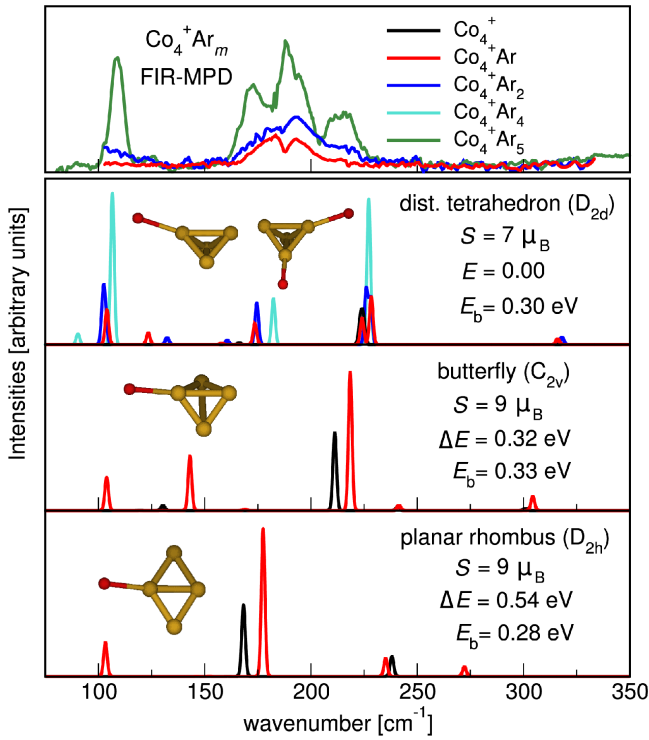 Co₄⁺Arₘ
FIR-MPD
Co₄⁺
Co₄⁺Ar
Co₄⁺Ar₂
Co₄⁺Ar₄
Co₄⁺Ar₅
Intensities [arbitrary units]
dist. tetrahedron (D₂d)
S = 7 μB
E = 0.00
Eb = 0.30 eV
butterfly (C₂ᵥ)
S = 9 μB
ΔE = 0.32 eV
Eb = 0.33 eV
planar rhombus (D₂ₕ)
S = 9 μB
ΔE = 0.54 eV
Eb = 0.28 eV
100 150 200 250 300 350
wavenumber [cm⁻¹]